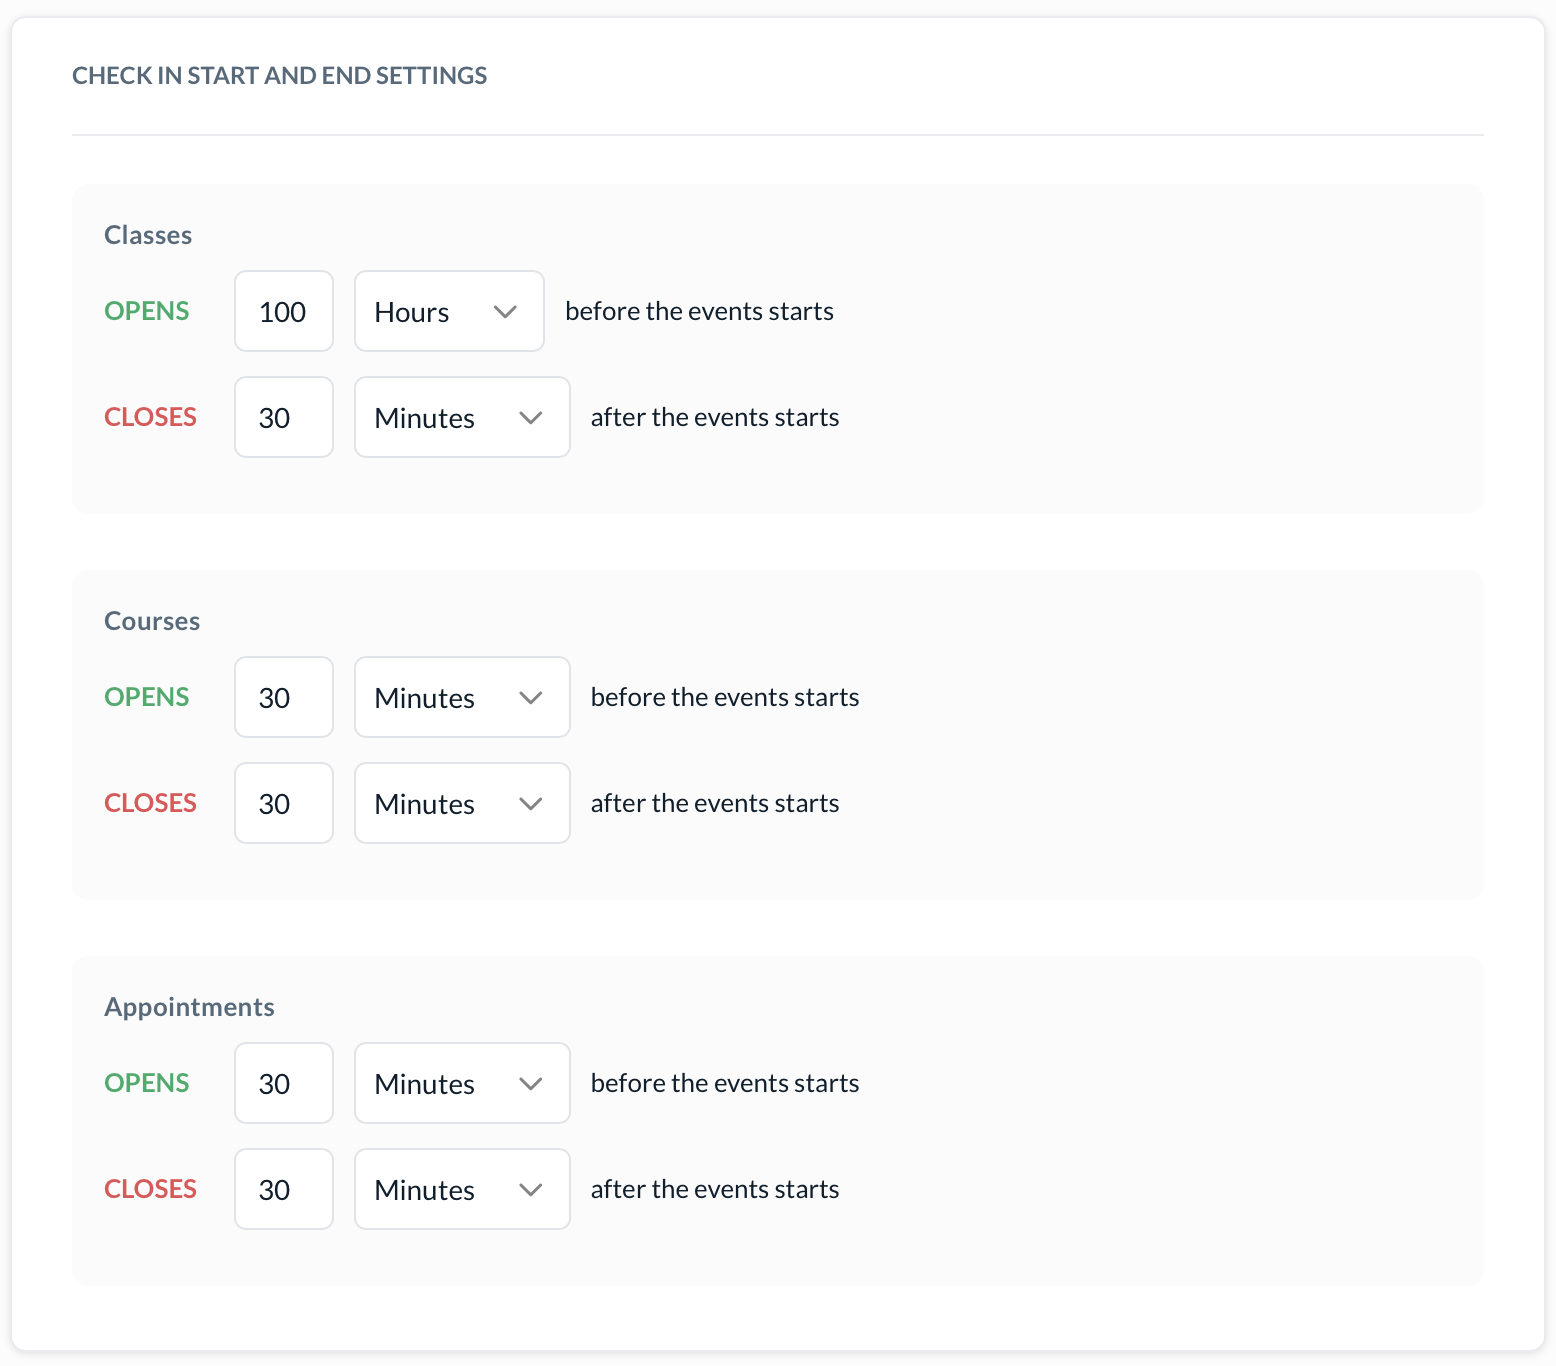 CHECK IN START AND END SETTINGS
Classes
OPENS 100 Hours before the events starts
CLOSES 30 Minutes after the events starts
Courses
OPENS 30 Minutes before the events starts
CLOSES 30 Minutes after the events starts
Appointments
OPENS 30 Minutes before the events starts
CLOSES 30 Minutes after the events starts